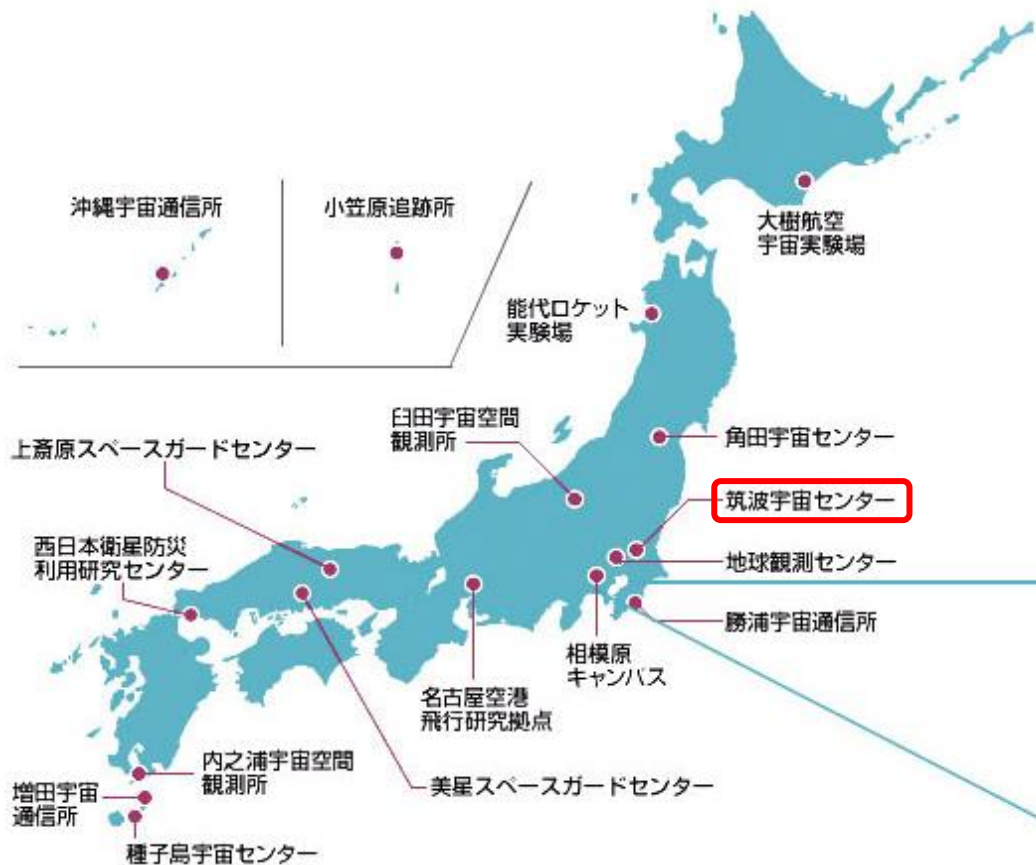 沖縄宇宙通信所
小笠原追跡所
大樹航空
宇宙実験場
能代ロケット
実験場
臼田宇宙空間
観測所
角田宇宙センター
上斎原スペースガードセンター
筑波宇宙センター
西日本衛星防災
利用研究センター
地球観測センター
勝浦宇宙通信所
相模原
キャンパス
名古屋空港
飛行研究拠点
内之浦宇宙空間
観測所
美星スペースガードセンター
増田宇宙
通信所
種子島宇宙センター